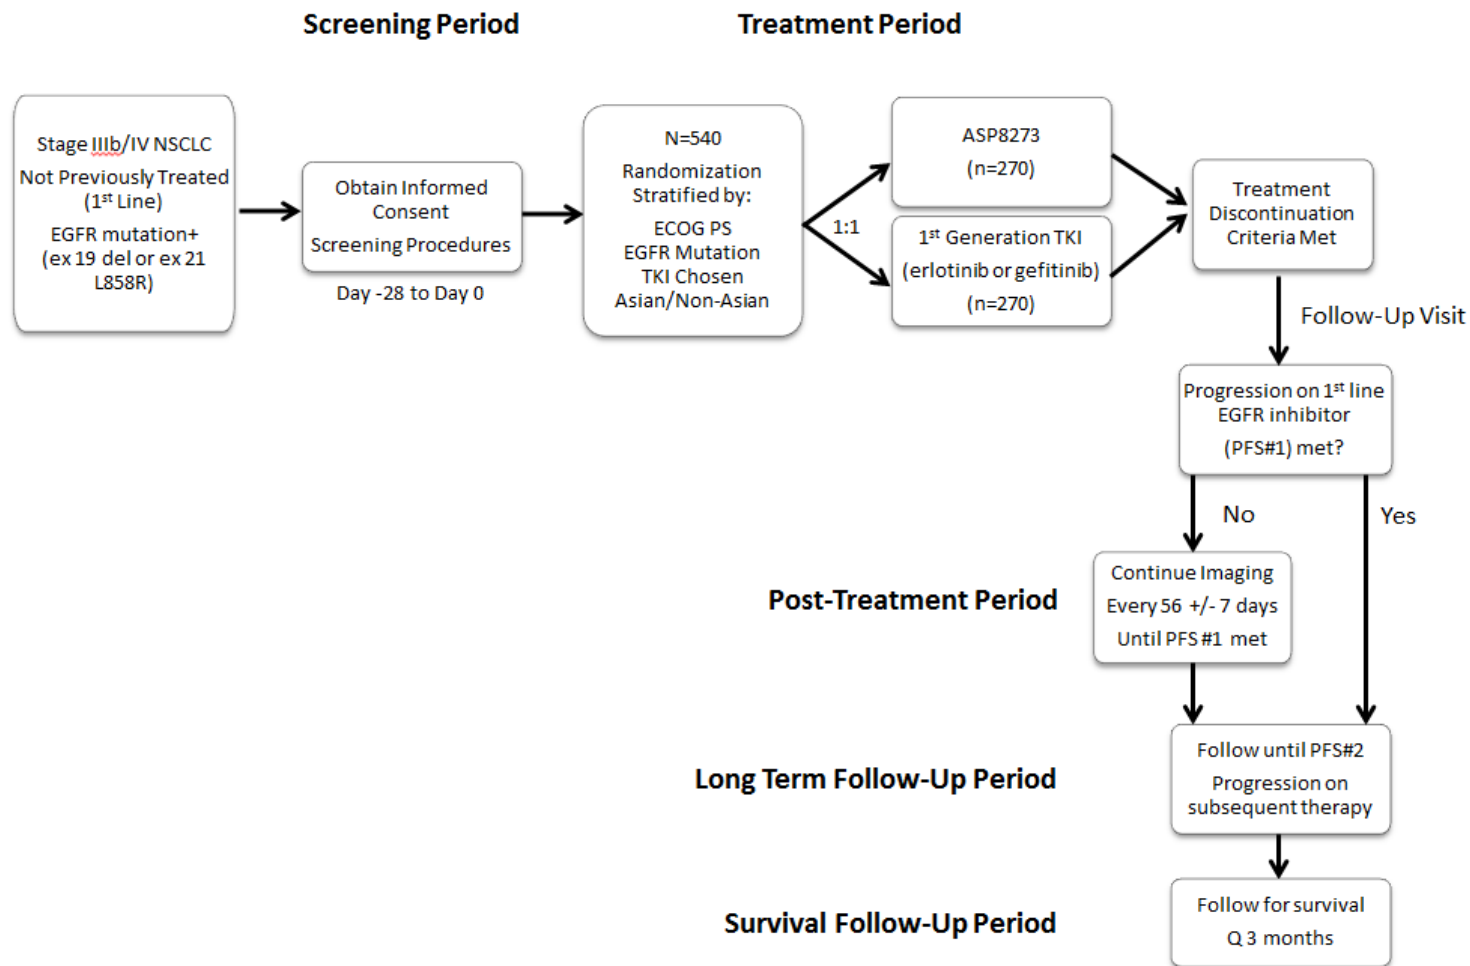 Screening Period
Treatment Period
Stage IIIb/IV NSCLC
Not Previously Treated
(1st Line)
EGFR mutation+
(ex 19 del or ex 21
L858R)
Obtain Informed
Consent
Screening Procedures
Day -28 to Day 0
N=540
Randomization
Stratified by:
ECOG PS
EGFR Mutation
TKI Chosen
Asian/Non-Asian
1:1
ASP8273
(n=270)
1st Generation TKI
(erlotinib or gefitinib)
(n=270)
Treatment
Discontinuation
Criteria Met
Follow-Up Visit
Progression on 1st line
EGFR inhibitor
(PFS#1) met?
No
Yes
Post-Treatment Period
Continue Imaging
Every 56 +/- 7 days
Until PFS #1 met
Long Term Follow-Up Period
Follow until PFS#2
Progression on
subsequent therapy
Survival Follow-Up Period
Follow for survival
Q 3 months